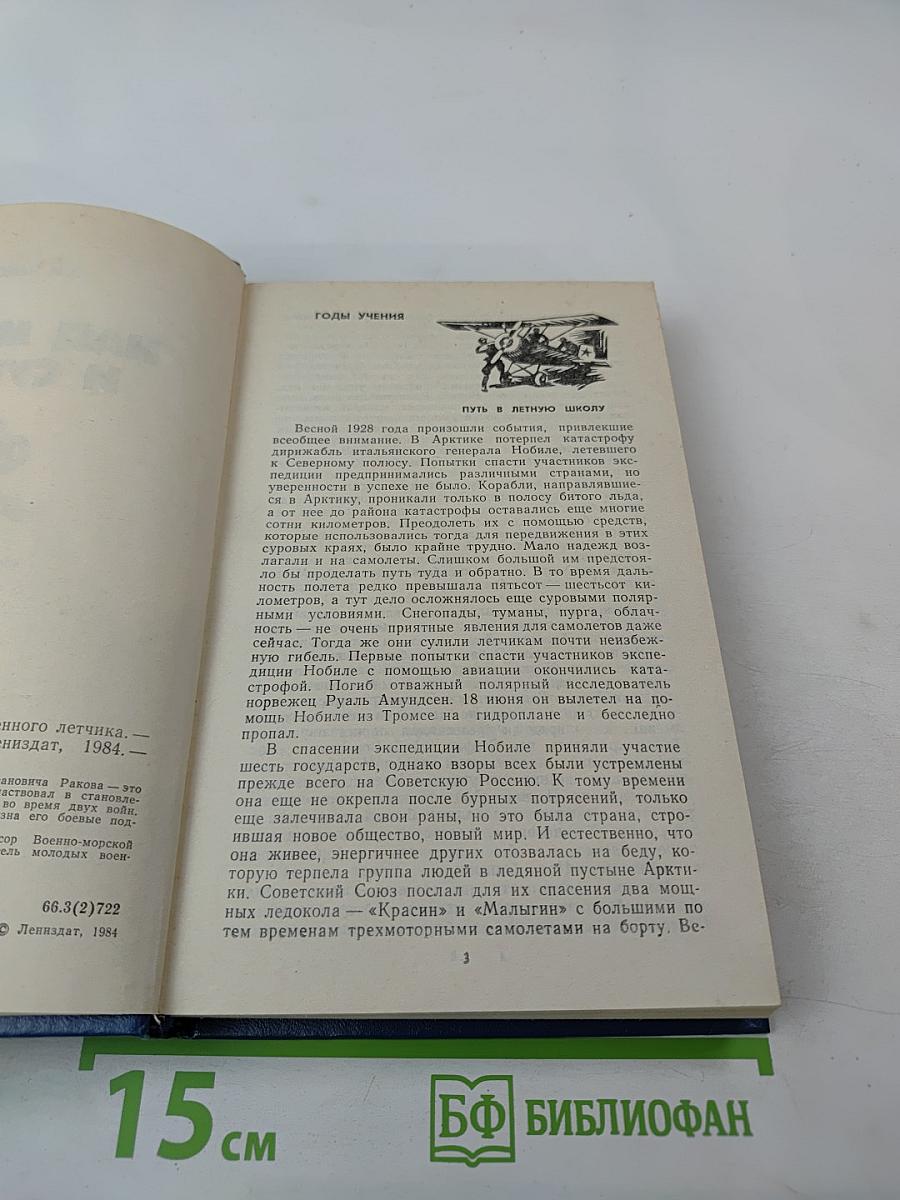 енного летчика. —
ениздат, 1984. —
ановича Ракова — это
частвовал в становле-
во время двух войн.
зна его боевые под-
сор Военно-морской
ель молодых воен-
66.3(2)722
© Лениздат, 1984
ГОДЫ УЧЕНИЯ
ПУТЬ В ЛЕТНУЮ ШКОЛУ
Весной 1928 года произошли события, привлекшие
всеобщее внимание. В Арктике потерпел катастрофу
дирижабль итальянского генерала Нобиле, летевшего
к Северному полюсу. Попытки спасти участников экс-
педиции предпринимались различными странами, но
уверенности в успехе не было. Корабли, направлявшие-
ся в Арктику, проникали только в полосу битого льда,
а от нее до района катастрофы оставались еще многие
сотни километров. Преодолеть их с помощью средств,
которые использовались тогда для передвижения в этих
суровых краях, было крайне трудно. Мало надежд воз-
лагали и на самолеты. Слишком большой им предстоя-
ло бы проделать путь туда и обратно. В то время даль-
ность полета редко превышала пятьсот — шестьсот ки-
лометров, а тут дело осложнялось еще суровыми поляр-
ными условиями. Снегопады, туманы, пурга, облач-
ность — не очень приятные явления для самолетов даже
сейчас. Тогда же они сулили летчикам почти неизбеж-
ную гибель. Первые попытки спасти участников экспе-
диции Нобиле с помощью авиации окончились ката-
строфой. Погиб отважный полярный исследователь
норвежец Руаль Амундсен. 18 июня он вылетел на по-
мощь Нобиле из Тромсе на гидроплане и бесследно
пропал.
В спасении экспедиции Нобиле приняли участие
шесть государств, однако взоры всех были устремлены
прежде всего на Советскую Россию. К тому времени
она еще не окрепла после бурных потрясений, только
еще залечивала свои раны, но это была страна, стро-
ившая новое общество, новый мир. И естественно, что
она живее, энергичнее других отозвалась на беду, ко-
торую терпела группа людей в ледяной пустыне Аркти-
ки. Советский Союз послал для их спасения два мощ-
ных ледокола — «Красин» и «Малыгин» с большими по
тем временам трехмоторными самолетами на борту. Ве-
3
15 см
БФ БИБЛИОФАН